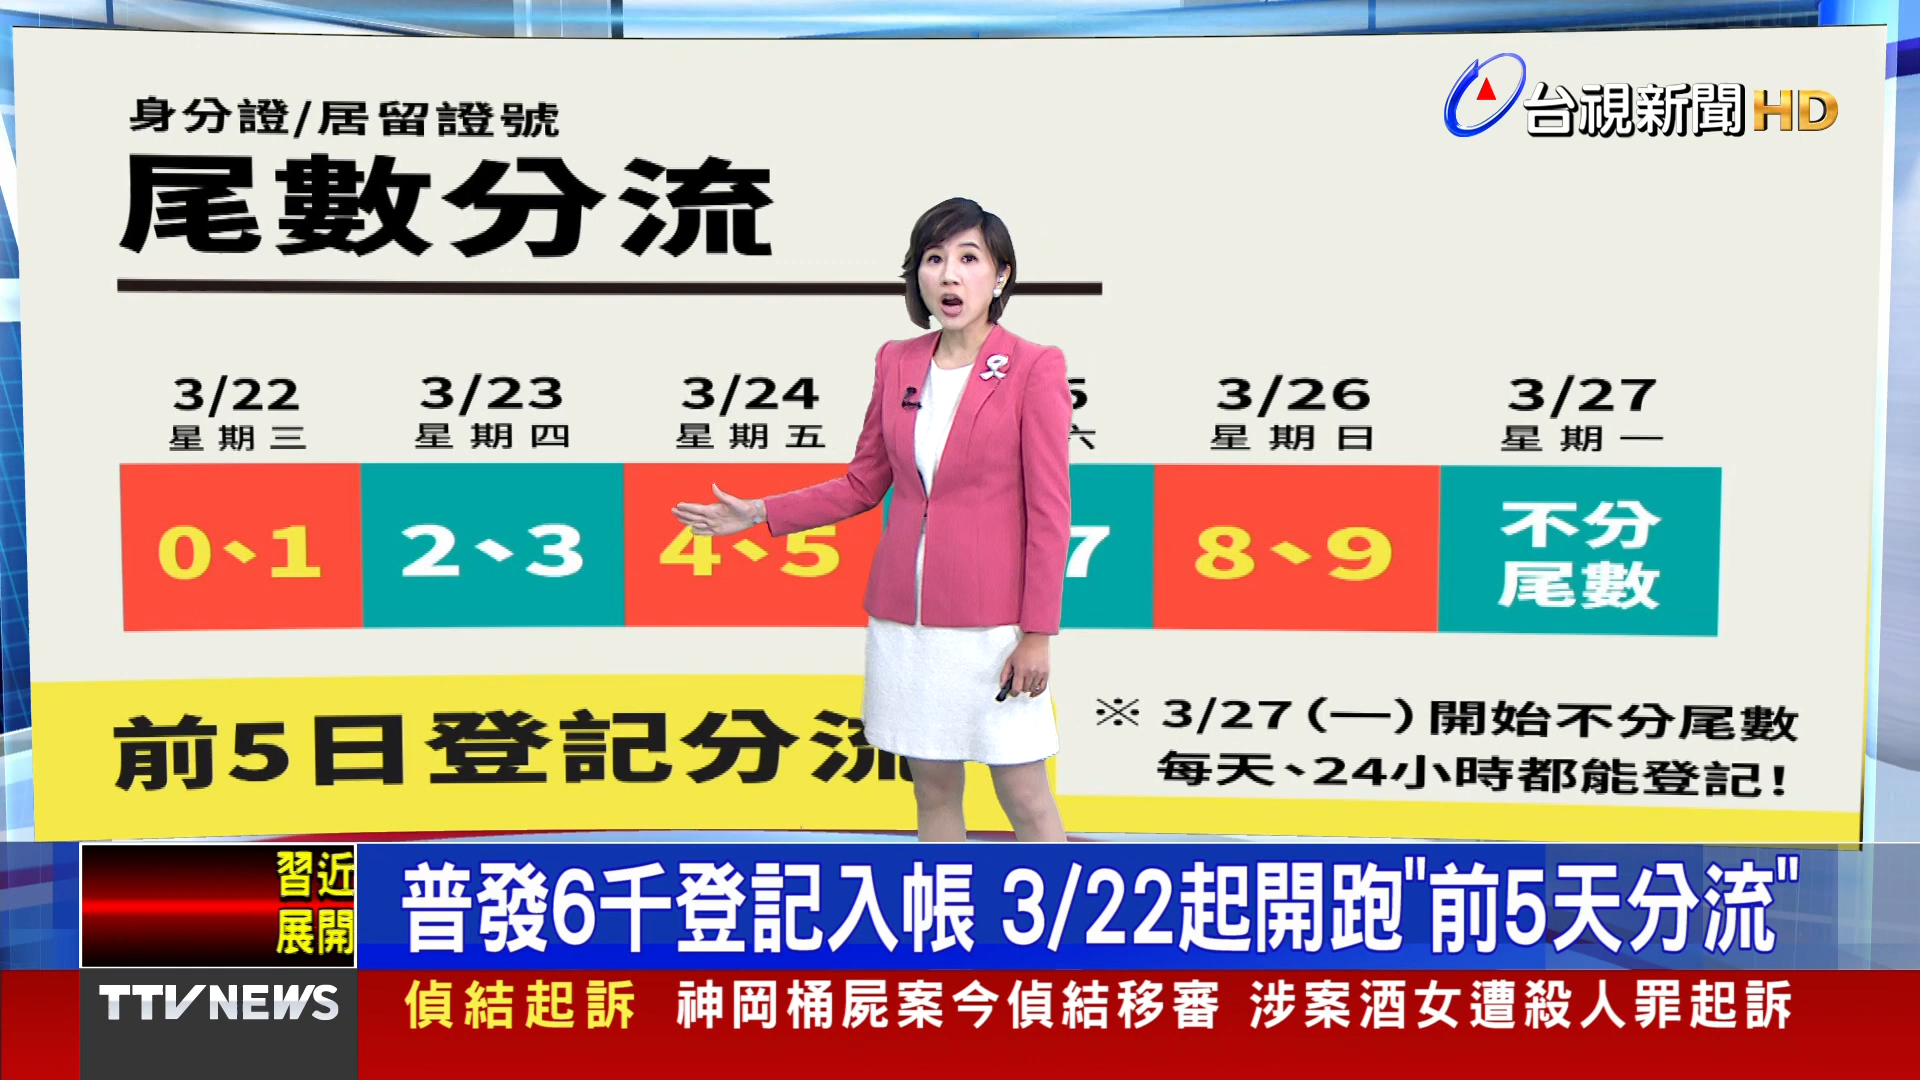 身分證/居留證號
尾數分流
台視新聞HD
3/22 3/23 3/24 5 3/26 3/27
星期三 星期四 星期五 六 星期日 星期一
0、1 2、3 4、5 7 8、9 不分
尾數
前5日登記分流
※ 3/27(一)開始不分尾數
每天、24小時都能登記!
習近
展開
普發6千登記入帳 3/22起開跑"前5天分流"
TTV NEWS
偵結起訴 神岡桶屍案今偵結移審 涉案酒女遭殺人罪起訴